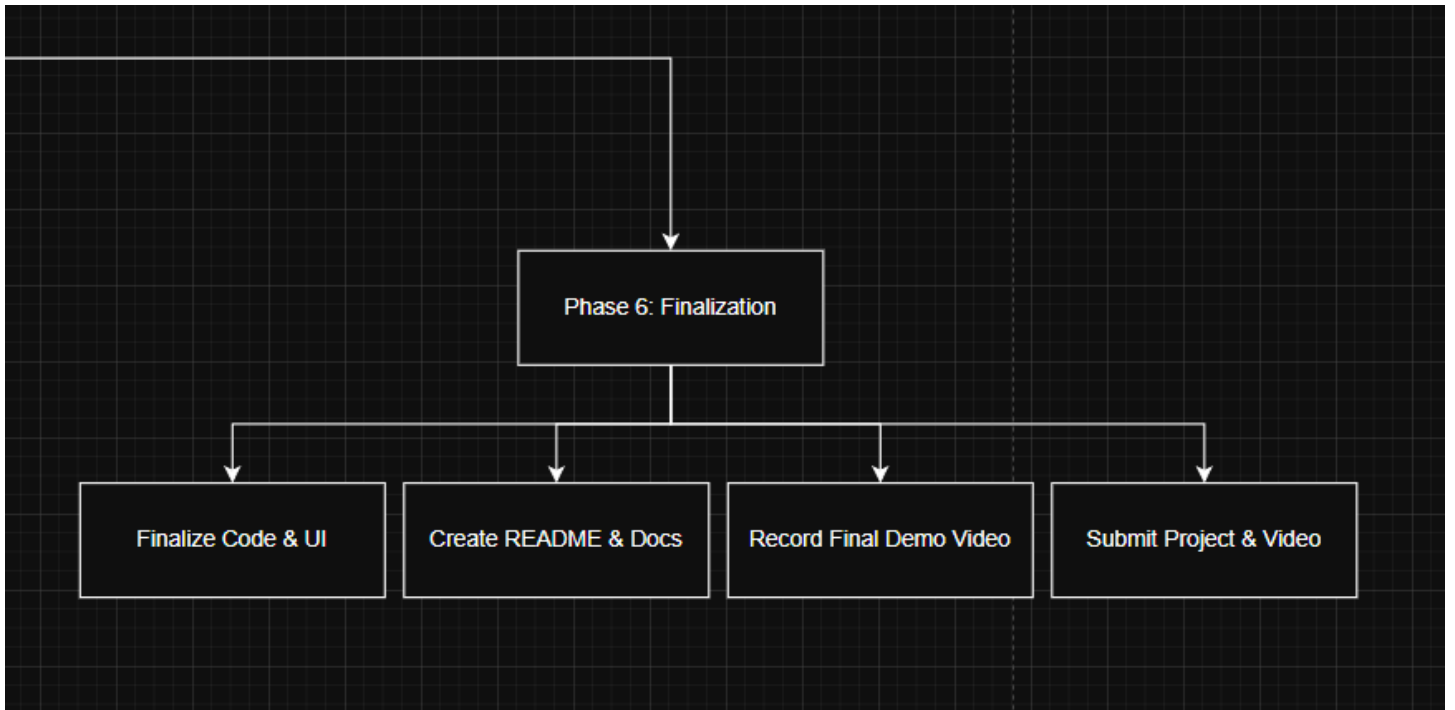 Phase 6: Finalization
Finalize Code & UI
Create README & Docs
Record Final Demo Video
Submit Project & Video